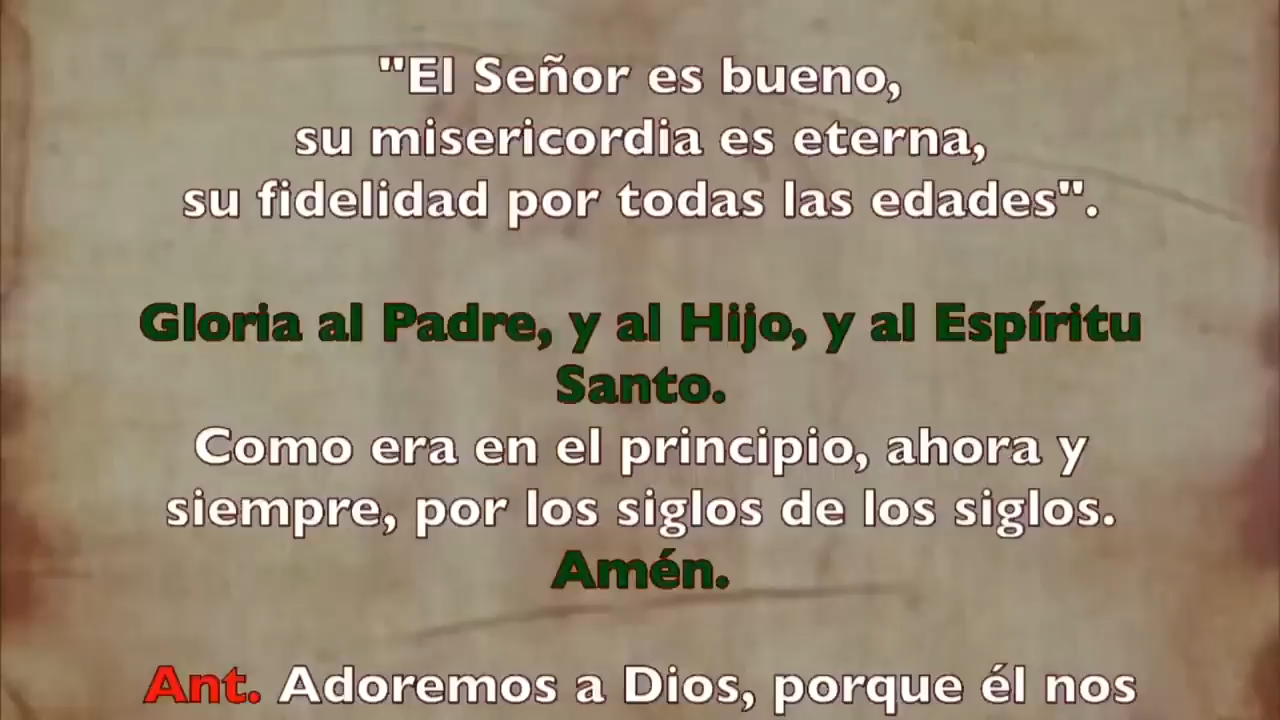 "El Señor es bueno,
su misericordia es eterna,
su fidelidad por todas las edades".
Gloria al Padre, y al Hijo, y al Espíritu
Santo.
Como era en el principio, ahora y
siempre, por los siglos de los siglos.
Amén.
Ant. Adoremos a Dios, porque él nos